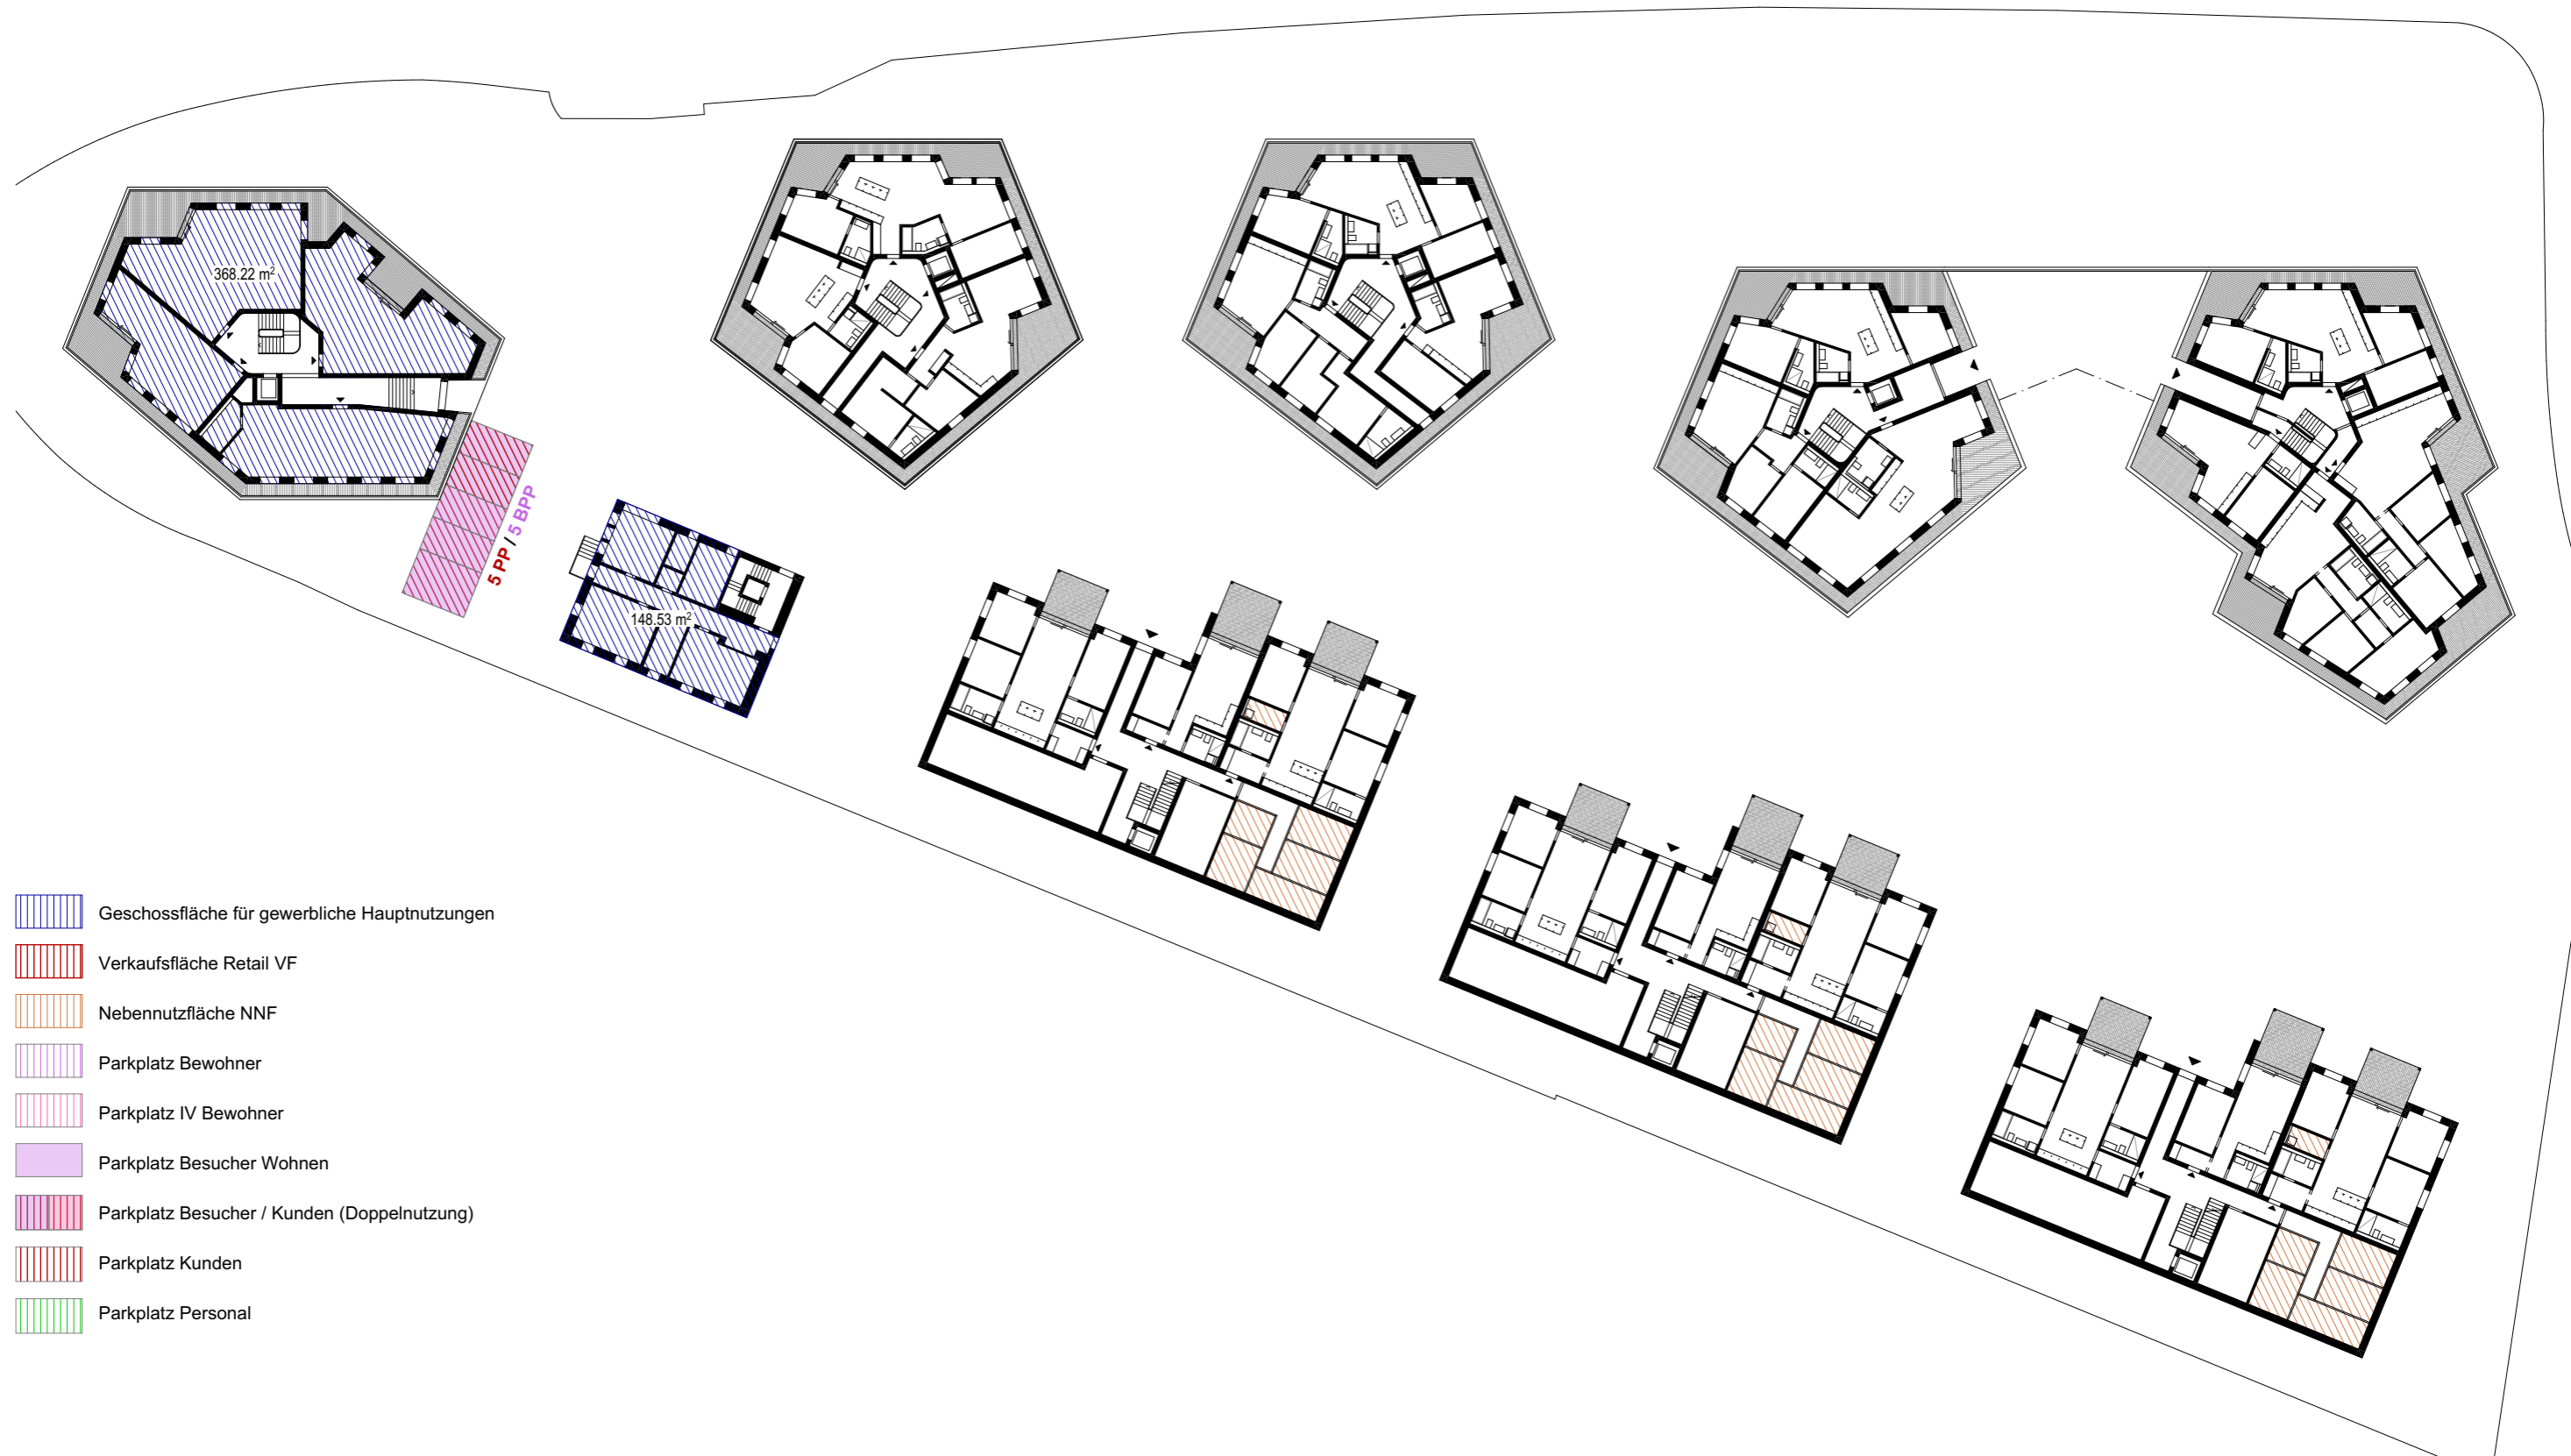 368.22 m²
5 PP / 5 BPP
148.53 m²
Geschossfläche für gewerbliche Hauptnutzungen
Verkaufsfläche Retail VF
Nebennutzfläche NNF
Parkplatz Bewohner
Parkplatz IV Bewohner
Parkplatz Besucher Wohnen
Parkplatz Besucher / Kunden (Doppelnutzung)
Parkplatz Kunden
Parkplatz Personal